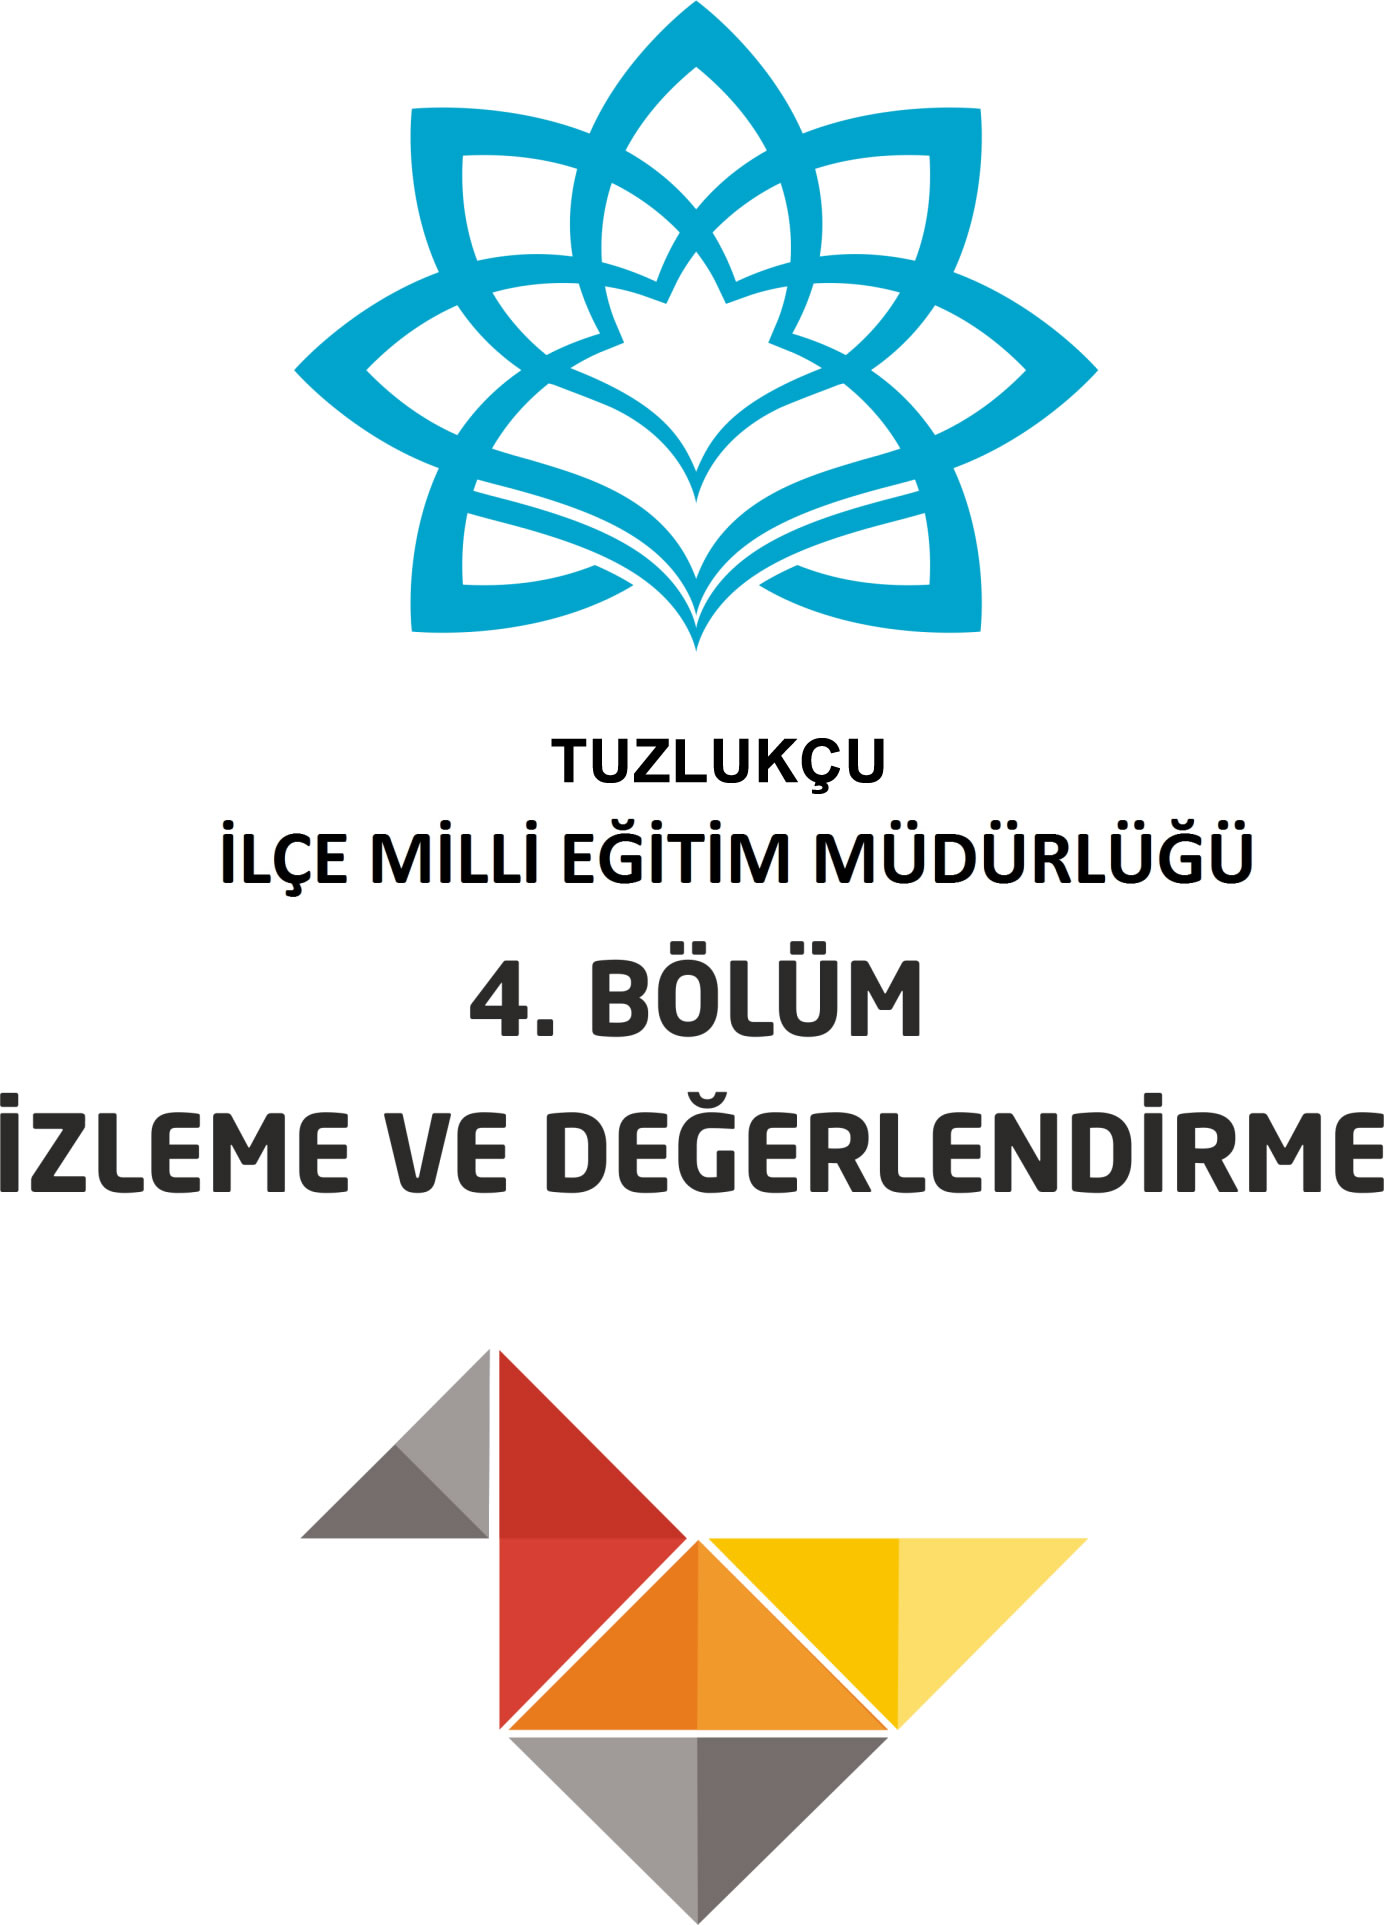 TUZLUKÇU
İLÇE MİLLİ EĞİTİM MÜDÜRLÜĞÜ
4. BÖLÜM
İZLEME VE DEĞERLENDİRME